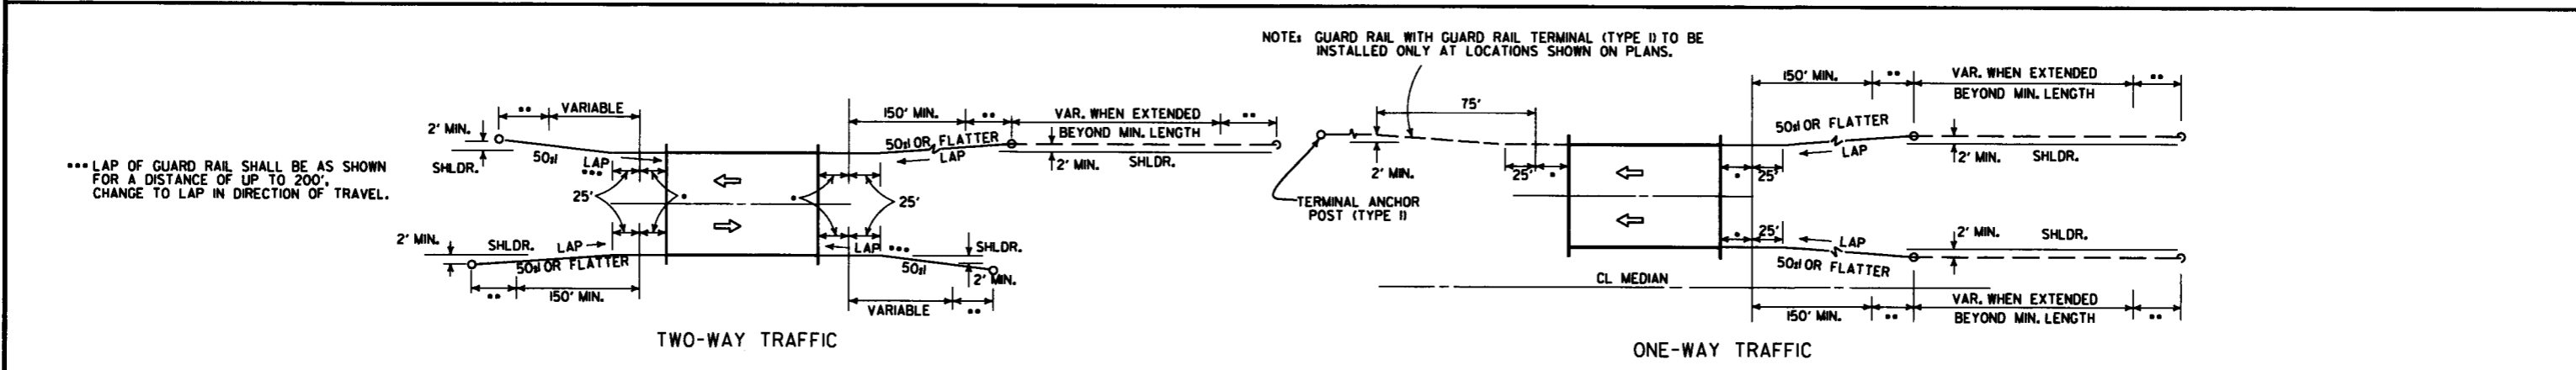 ••• LAP OF GUARD RAIL SHALL BE AS SHOWN
FOR A DISTANCE OF UP TO 200',
CHANGE TO LAP IN DIRECTION OF TRAVEL.
•• VARIABLE
2' MIN.
SHLDR.
50:1
LAP
•••
25'
•
150' MIN. •• VAR. WHEN EXTENDED ••
BEYOND MIN. LENGTH
50:1 OR FLATTER
LAP
2' MIN. SHLDR.
•
25'
2' MIN.
SHLDR. LAP
50:1 OR FLATTER
•• 150' MIN.
LAP •••
50:1
SHLDR.
2' MIN.
VARIABLE ••
TWO-WAY TRAFFIC
NOTE: GUARD RAIL WITH GUARD RAIL TERMINAL (TYPE 1) TO BE
INSTALLED ONLY AT LOCATIONS SHOWN ON PLANS.
75'
2' MIN.
25' •
TERMINAL ANCHOR
POST (TYPE 1)
150' MIN. •• VAR. WHEN EXTENDED ••
BEYOND MIN. LENGTH
50:1 OR FLATTER
LAP
2' MIN. SHLDR.
• 25'
• 25'
LAP
2' MIN. SHLDR.
50:1 OR FLATTER
CL MEDIAN
150' MIN. •• VAR. WHEN EXTENDED ••
BEYOND MIN. LENGTH
ONE-WAY TRAFFIC